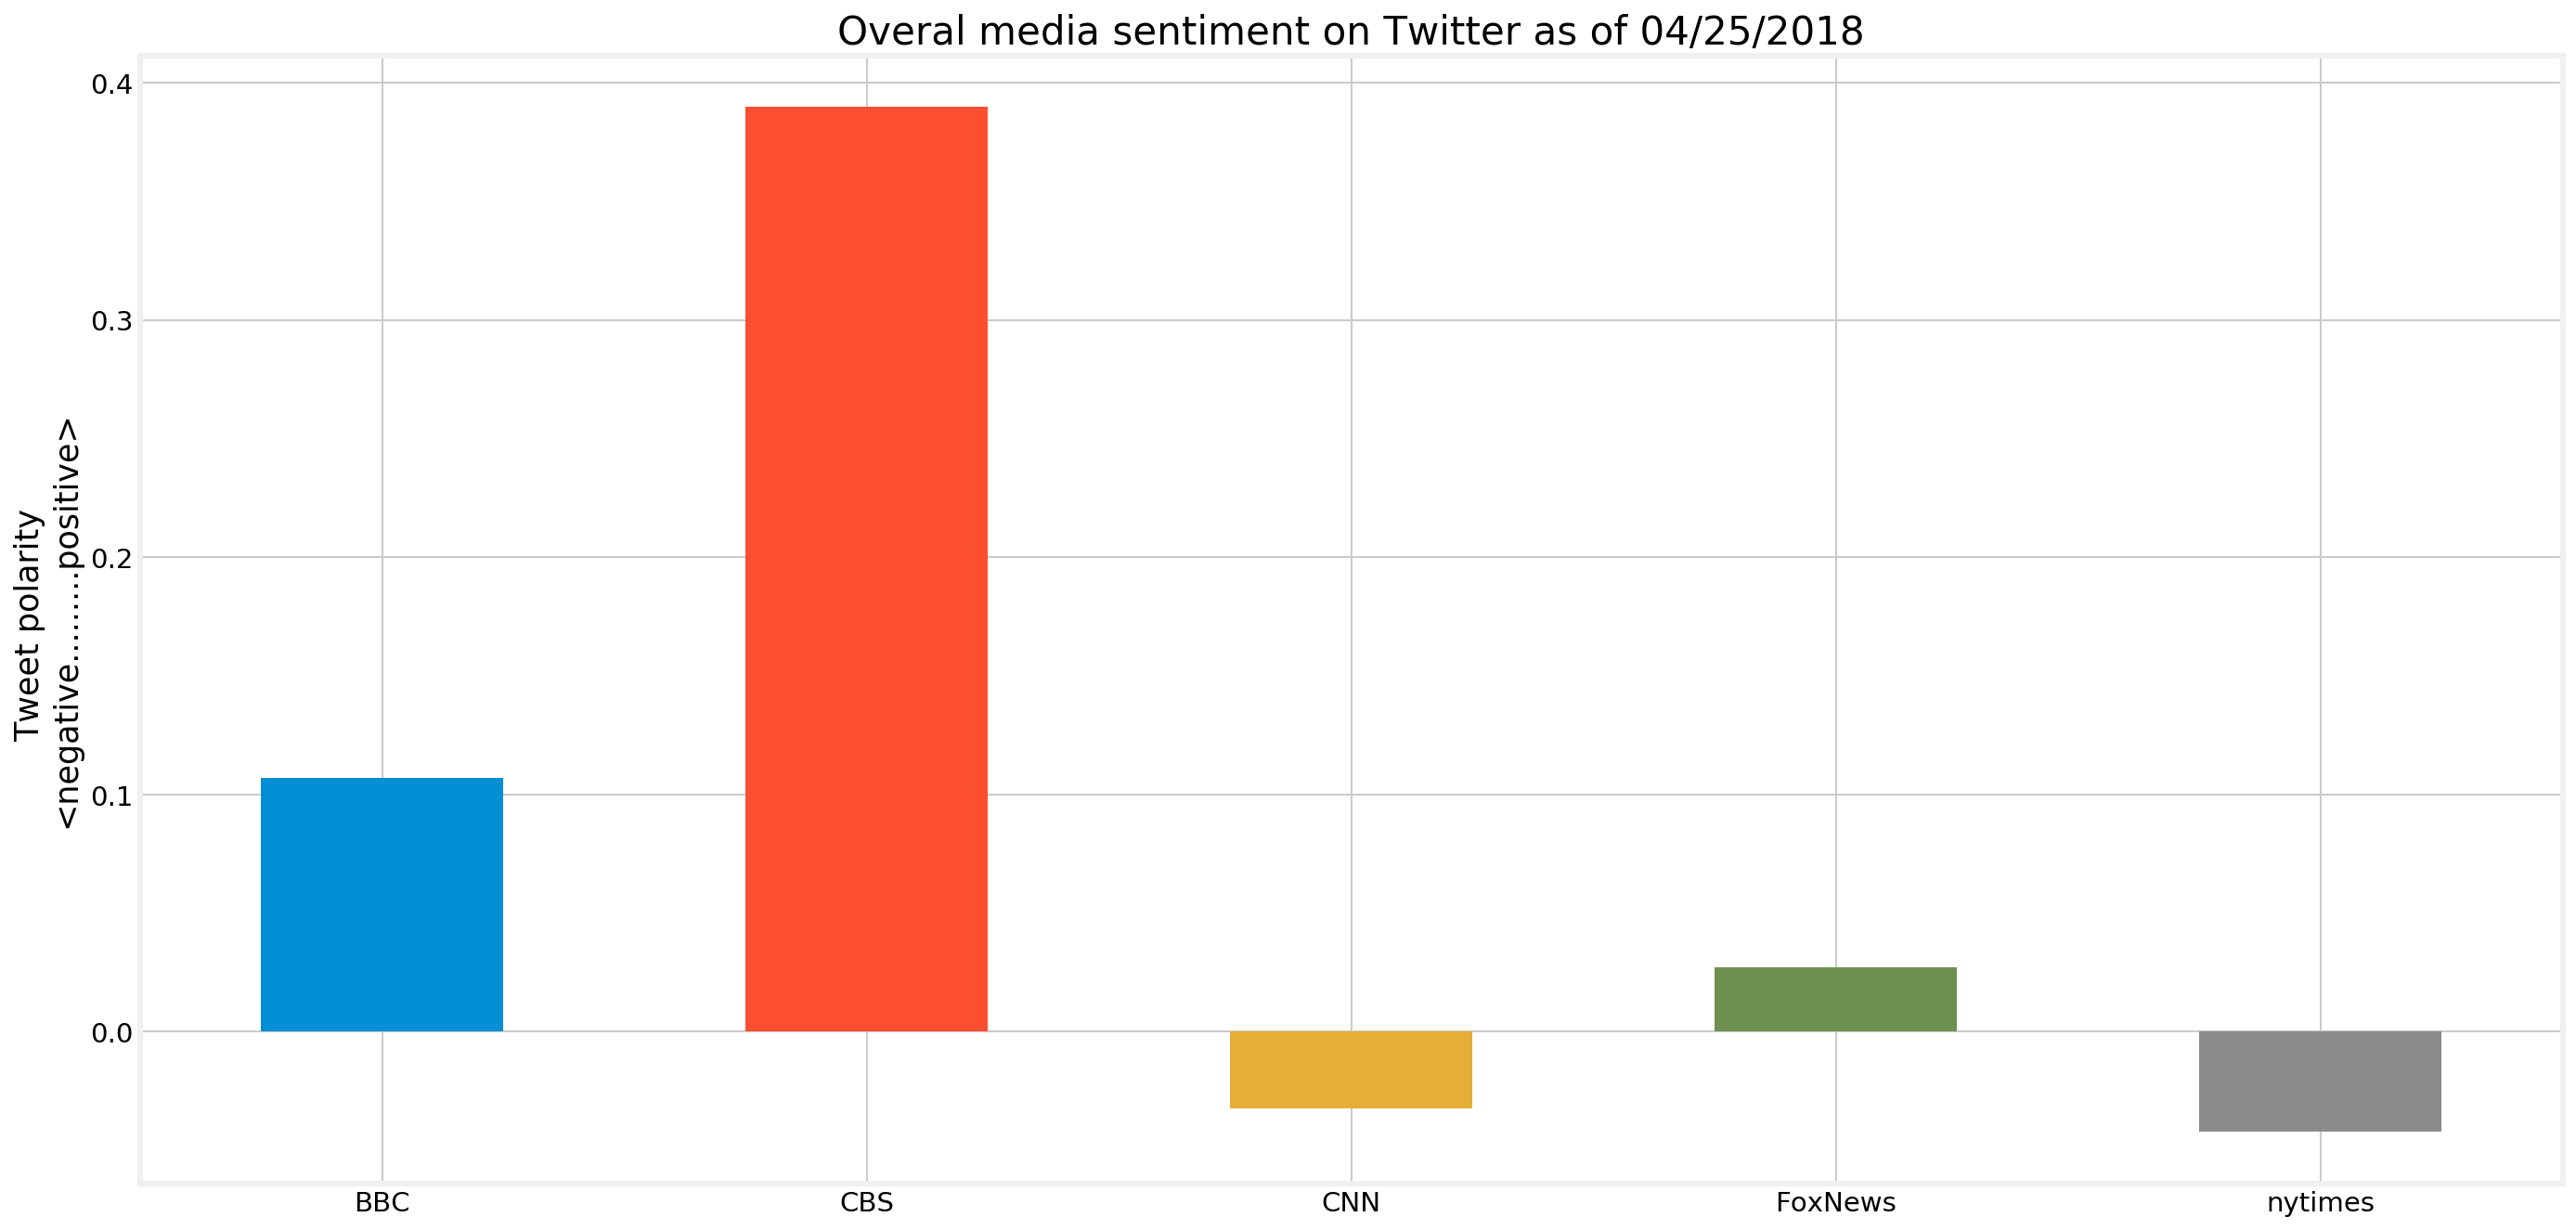 Overal media sentiment on Twitter as of 04/25/2018
Tweet polarity
<negative..........positive>
0.4
0.3
0.2
0.1
0.0
BBC
CBS
CNN
FoxNews
nytimes